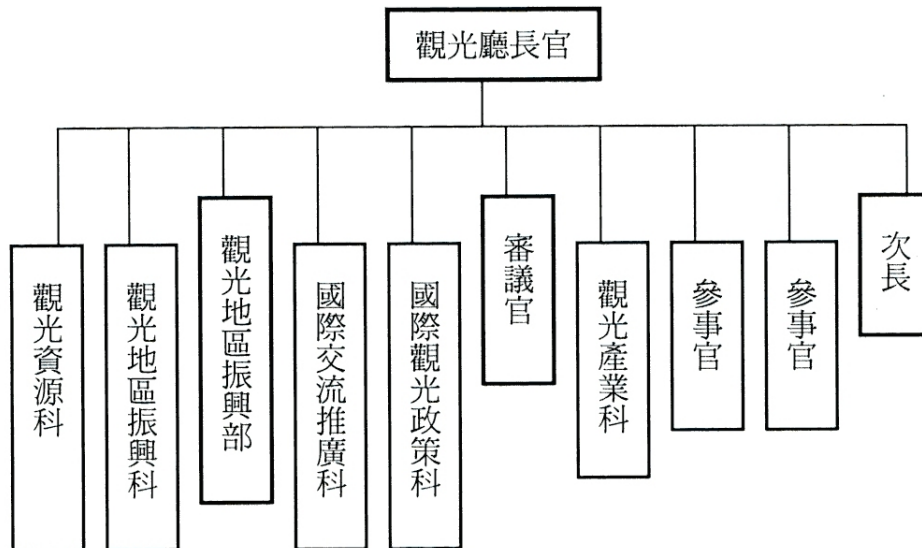 觀光廳長官
觀光資源科
觀光地區振興科
觀光地區振興部
國際交流推廣科
國際觀光政策科
審議官
觀光產業科
參事官
參事官
次長